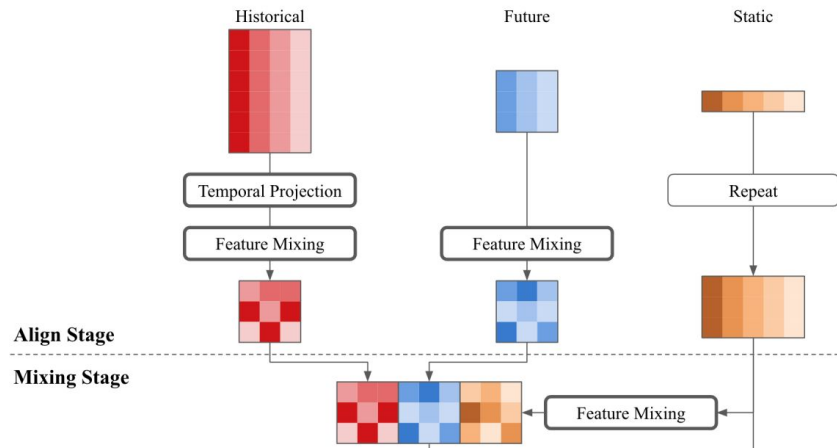 Historical
Future
Static
Temporal Projection
Repeat
Feature Mixing
Feature Mixing
Align Stage
Mixing Stage
Feature Mixing